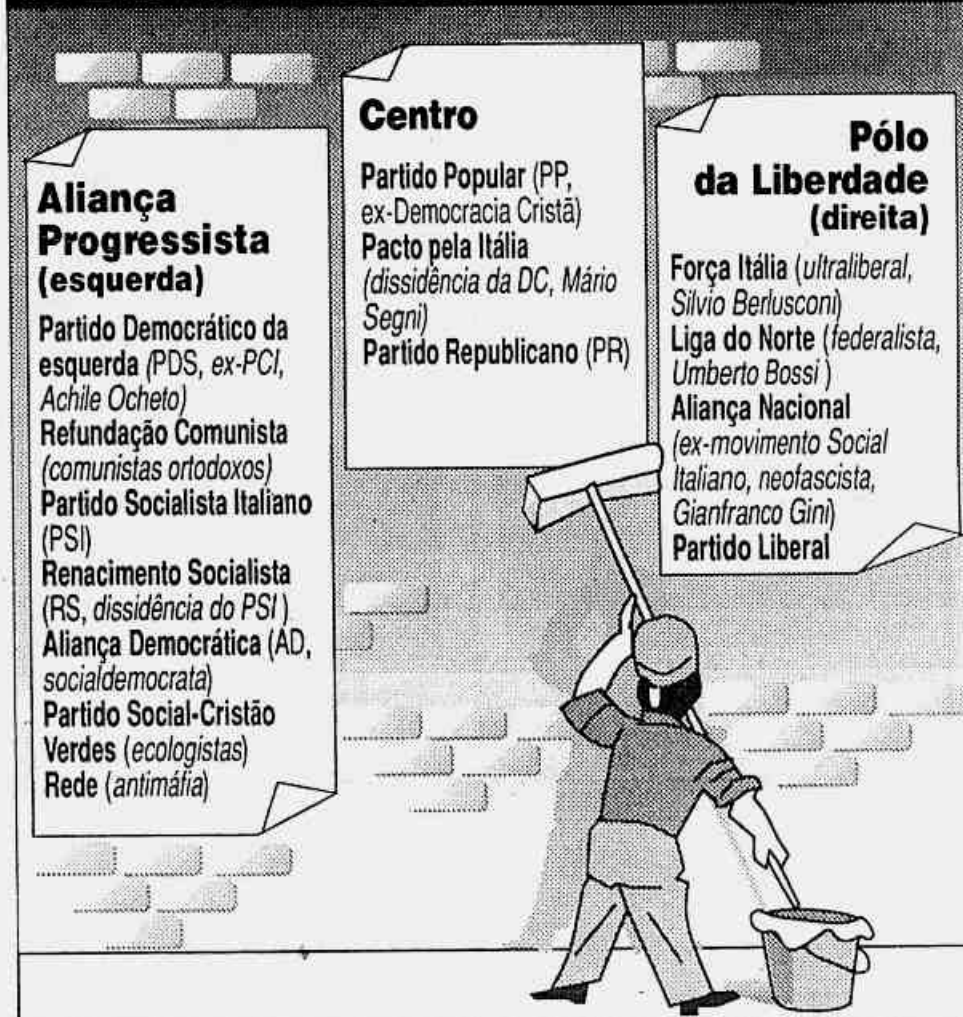 Aliança
Progressista
(esquerda)
Partido Democrático da
esquerda (PDS, ex-PCI,
Achile Ocheto)
Refundação Comunista
(comunistas ortodoxos)
Partido Socialista Italiano
(PSI)
Renacimento Socialista
(RS, dissidência do PSI)
Aliança Democrática (AD,
socialdemocrata)
Partido Social-Cristão
Verdes (ecologistas)
Rede (antimáfia)
Centro
Partido Popular (PP,
ex-Democracia Cristã)
Pacto pela Itália
(dissidência da DC, Mário
Segni)
Partido Republicano (PR)
Pólo
da Liberdade
(direita)
Força Itália (ultraliberal,
Silvio Berlusconi)
Liga do Norte (federalista,
Umberto Bossi )
Aliança Nacional
(ex-movimento Social
Italiano, neofascista,
Gianfranco Gini)
Partido Liberal